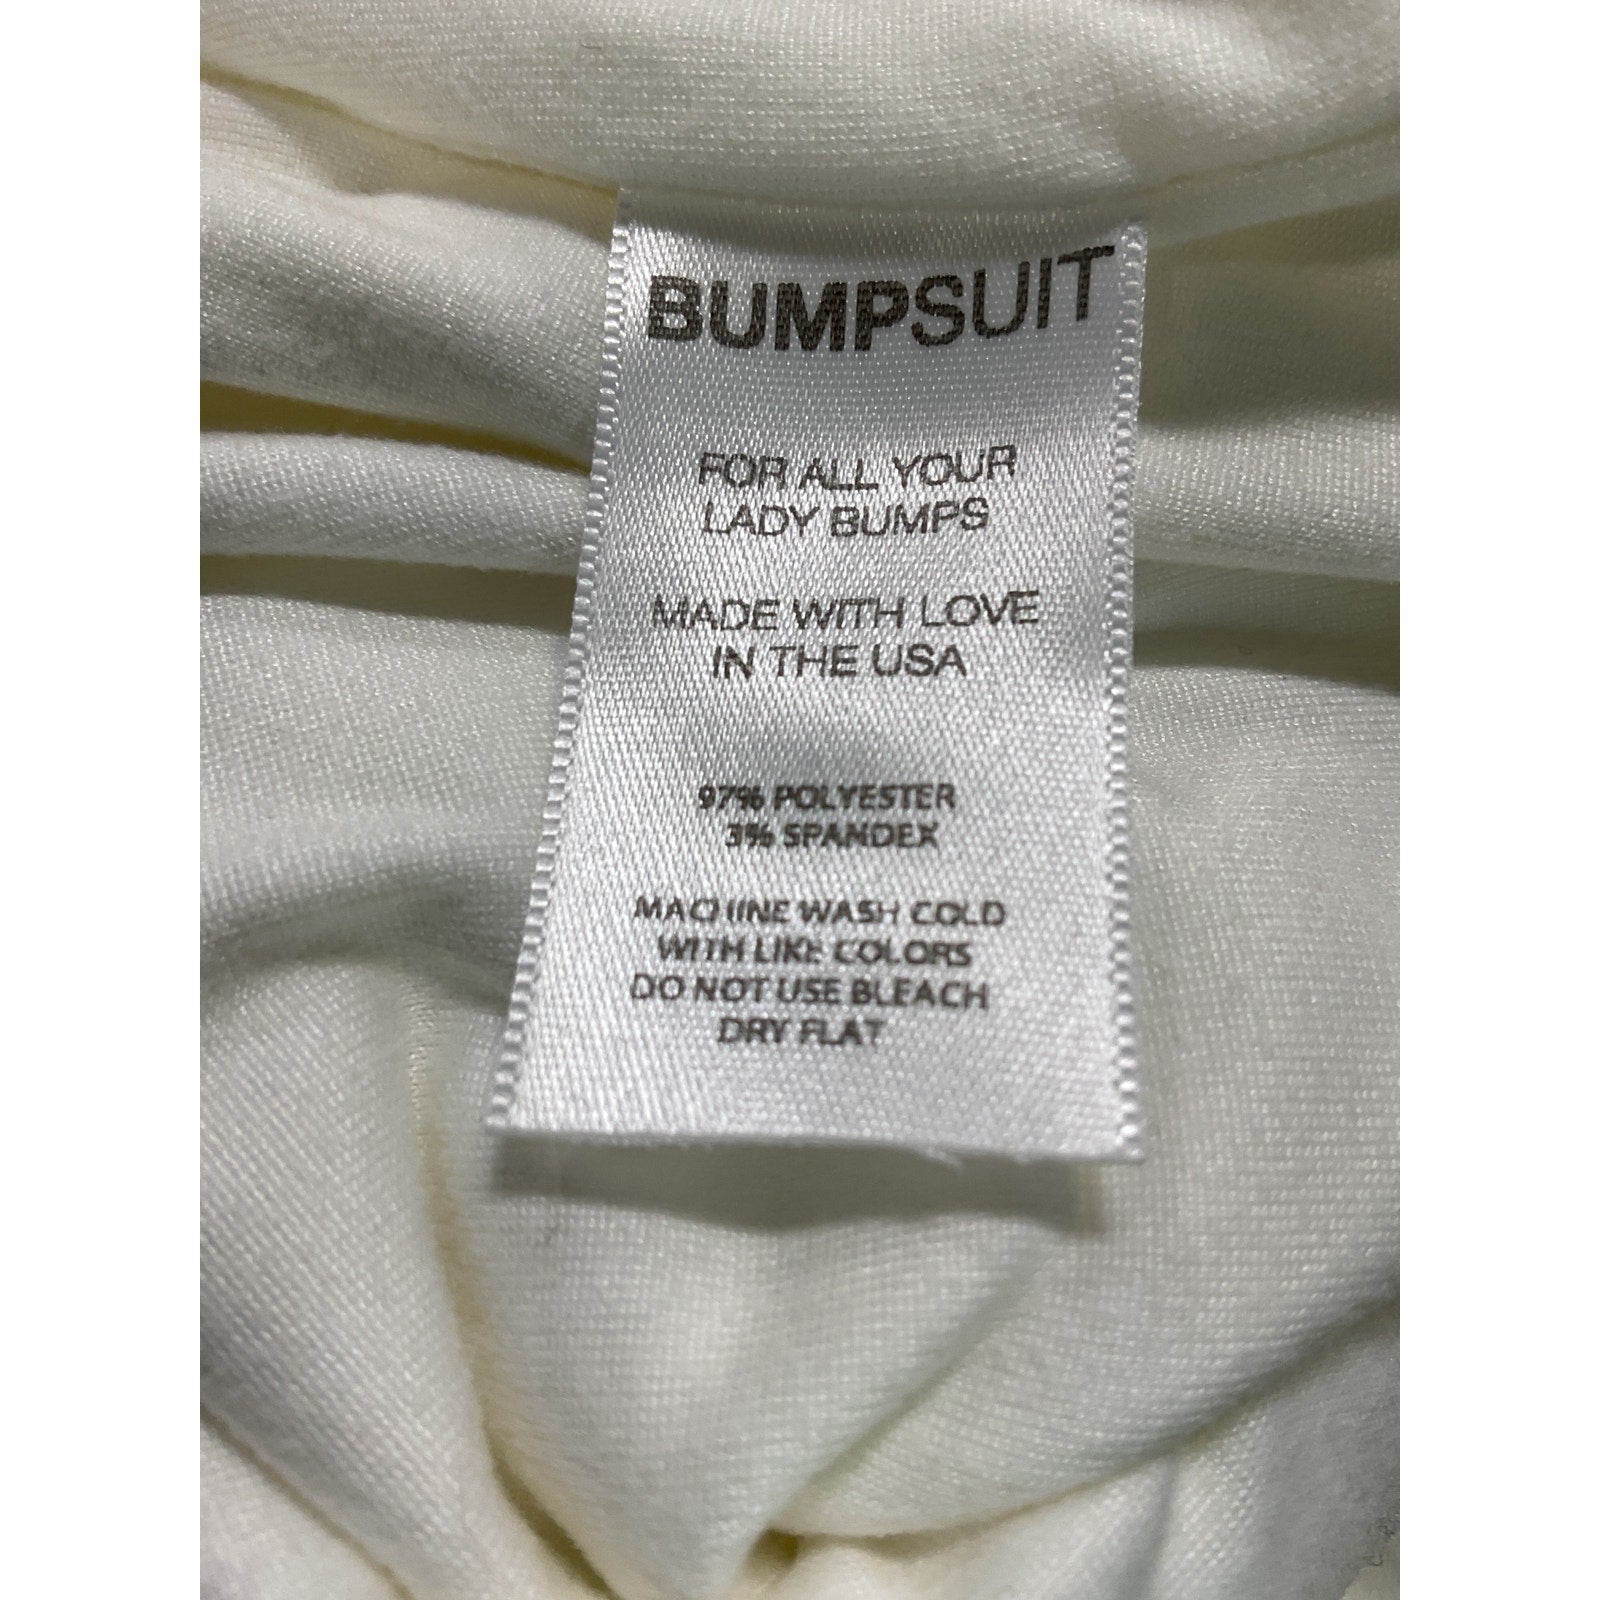 BUMPSUIT
FOR ALL YOUR
LADY BUMPS
MADE WITH LOVE
IN THE USA
97% POLYESTER
3% SPANDEX
MACHINE WASH COLD
WITH LIKE COLORS
DO NOT USE BLEACH
DRY FLAT